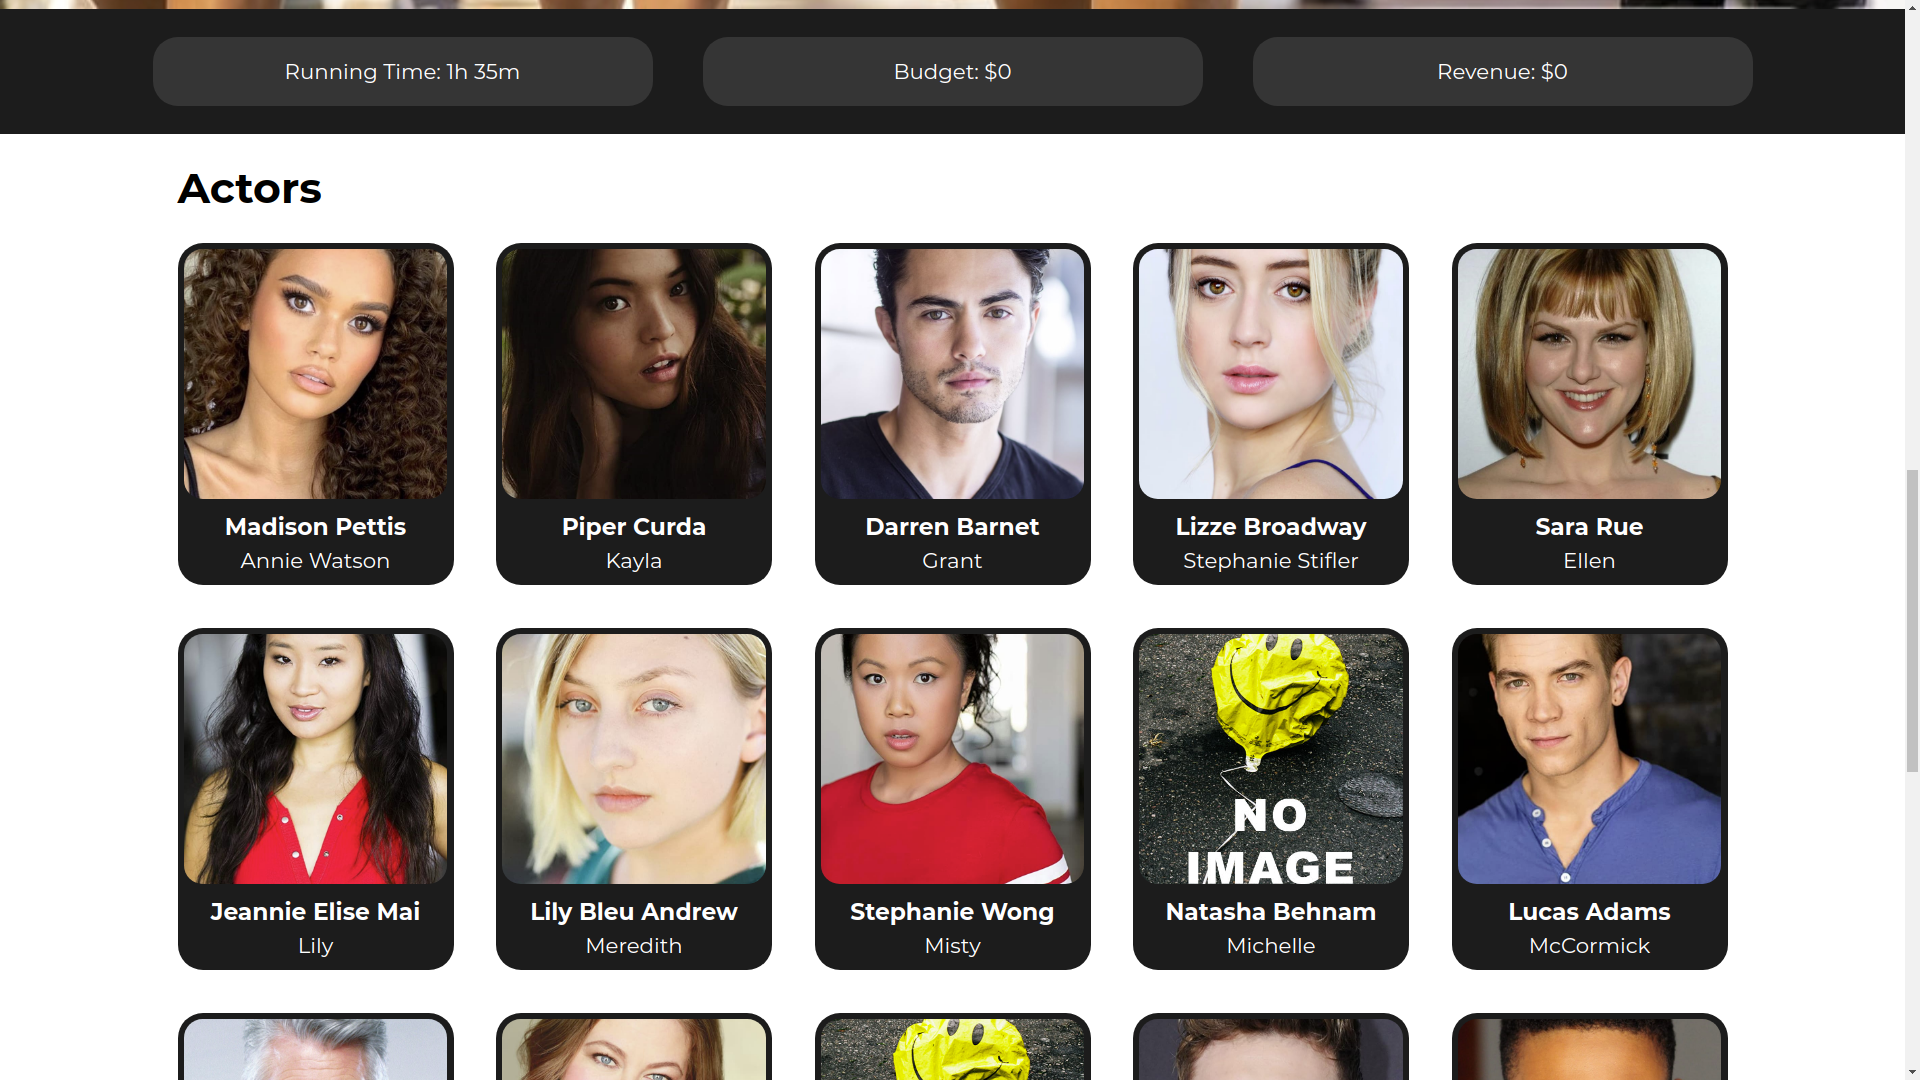 Running Time: 1h 35m
Budget: $0
Revenue: $0
Actors
Madison Pettis
Annie Watson
Piper Curda
Kayla
Darren Barnet
Grant
Lizze Broadway
Stephanie Stifler
Sara Rue
Ellen
Jeannie Elise Mai
Lily
Lily Bleu Andrew
Meredith
Stephanie Wong
Misty
NO
IMAGE
Natasha Behnam
Michelle
Lucas Adams
McCormick